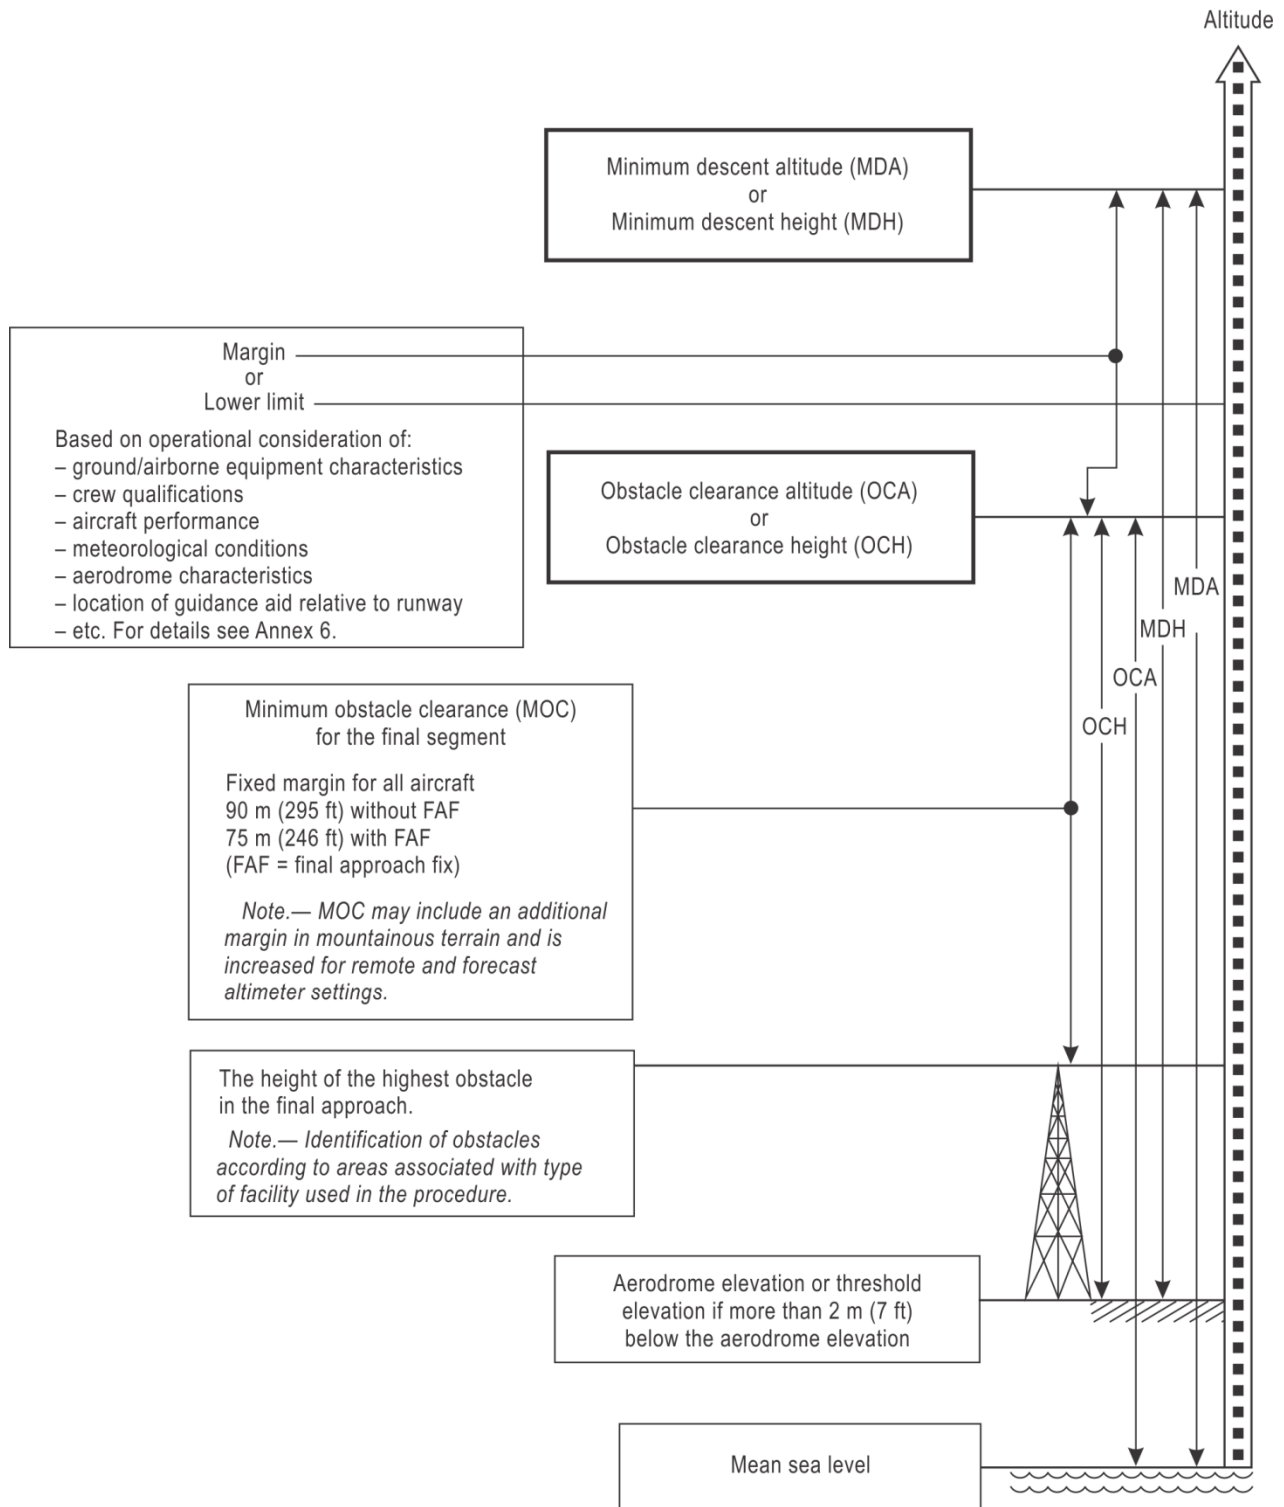 Altitude
Minimum descent altitude (MDA)
or
Minimum descent height (MDH)
Margin
or
Lower limit
Based on operational consideration of:
– ground/airborne equipment characteristics
– crew qualifications
– aircraft performance
– meteorological conditions
– aerodrome characteristics
– location of guidance aid relative to runway
– etc. For details see Annex 6.
Obstacle clearance altitude (OCA)
or
Obstacle clearance height (OCH)
MDA
MDH
OCA
OCH
Minimum obstacle clearance (MOC)
for the final segment
Fixed margin for all aircraft
90 m (295 ft) without FAF
75 m (246 ft) with FAF
(FAF = final approach fix)
Note.— MOC may include an additional
margin in mountainous terrain and is
increased for remote and forecast
altimeter settings.
The height of the highest obstacle
in the final approach.
Note.— Identification of obstacles
according to areas associated with type
of facility used in the procedure.
Aerodrome elevation or threshold
elevation if more than 2 m (7 ft)
below the aerodrome elevation
Mean sea level